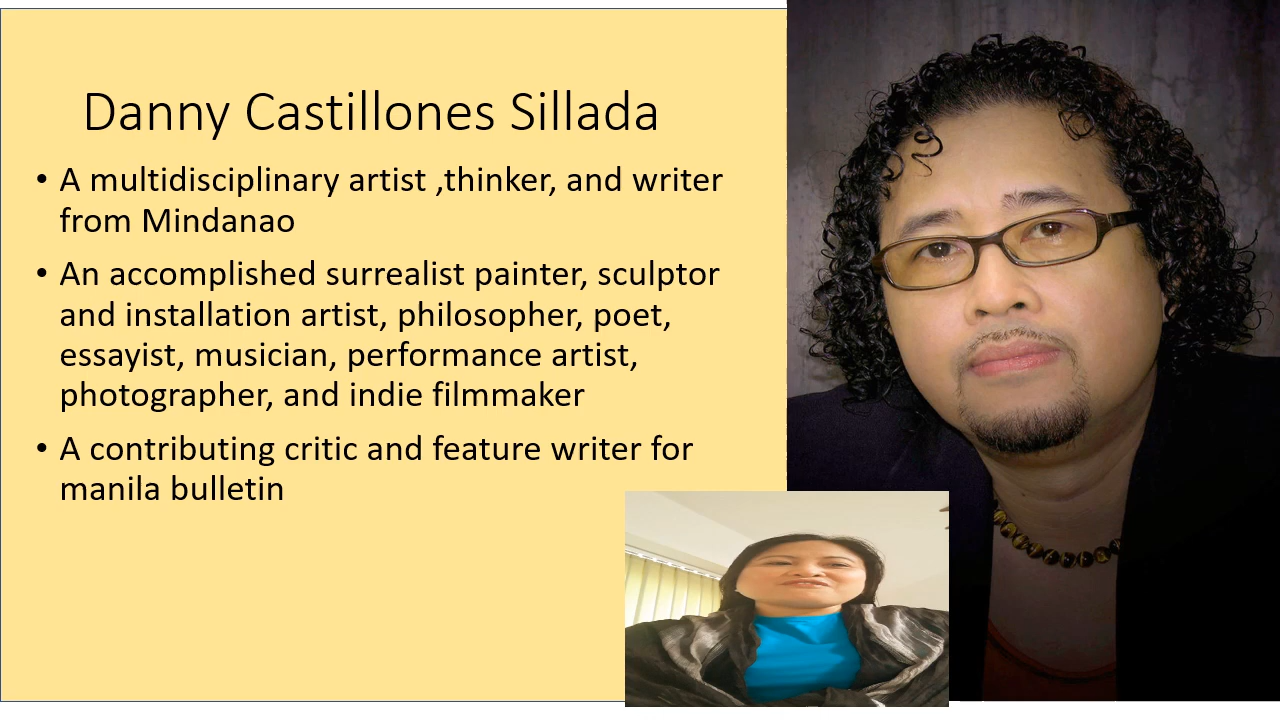 Danny Castillones Sillada
• A multidisciplinary artist ,thinker, and writer
from Mindanao
• An accomplished surrealist painter, sculptor
and installation artist, philosopher, poet,
essayist, musician, performance artist,
photographer, and indie filmmaker
• A contributing critic and feature writer for
manila bulletin